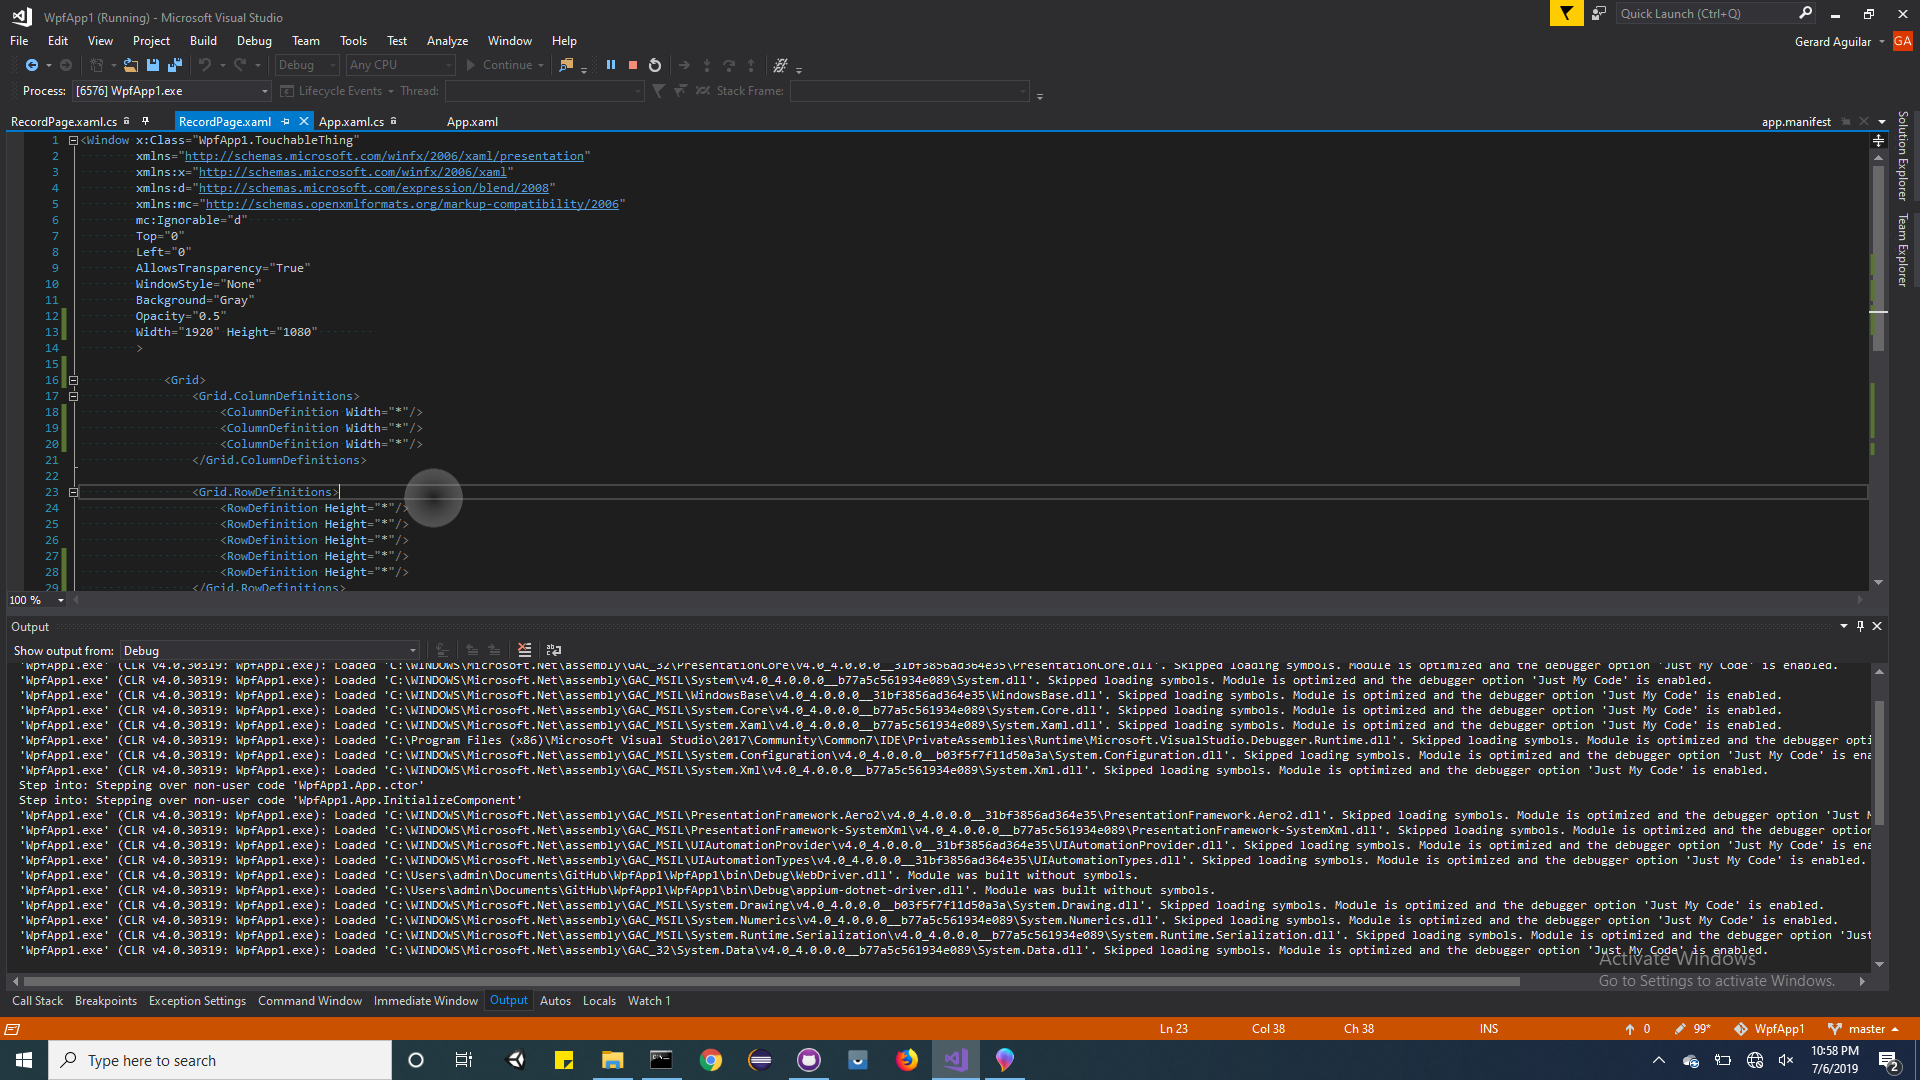 WpfApp1 (Running) - Microsoft Visual Studio
Quick Launch (Ctrl+Q)
File Edit View Project Build Debug Team Tools Test Analyze Window Help
Gerard Aguilar GA
Debug Any CPU Continue
Process: [6576] WpfApp1.exe Lifecycle Events Thread: Stack Frame:
RecordPage.xaml.cs RecordPage.xaml App.xaml.cs App.xaml app.manifest
Solution Explorer
Team Explorer
1 <Window x:Class="WpfApp1.TouchableThing"
2 xmlns="http://schemas.microsoft.com/winfx/2006/xaml/presentation"
3 xmlns:x="http://schemas.microsoft.com/winfx/2006/xaml"
4 xmlns:d="http://schemas.microsoft.com/expression/blend/2008"
5 xmlns:mc="http://schemas.openxmlformats.org/markup-compatibility/2006"
6 mc:Ignorable="d"
7 Top="0"
8 Left="0"
9 AllowsTransparency="True"
10 WindowStyle="None"
11 Background="Gray"
12 Opacity="0.5"
13 Width="1920" Height="1080"
14 >
15
16 <Grid>
17 <Grid.ColumnDefinitions>
18 <ColumnDefinition Width="*"/>
19 <ColumnDefinition Width="*"/>
20 <ColumnDefinition Width="*"/>
21 </Grid.ColumnDefinitions>
22
23 <Grid.RowDefinitions>
24 <RowDefinition Height="*"/>
25 <RowDefinition Height="*"/>
26 <RowDefinition Height="*"/>
27 <RowDefinition Height="*"/>
28 <RowDefinition Height="*"/>
29 </Grid.RowDefinitions>
100 %
Output
Show output from: Debug
'WpfApp1.exe' (CLR v4.0.30319: WpfApp1.exe): Loaded 'C:\WINDOWS\Microsoft.Net\assembly\GAC_32\PresentationCore\v4.0_4.0.0.0__31bf3856ad364e35\PresentationCore.dll'. Skipped loading symbols. Module is optimized and the debugger option 'Just My Code' is enabled.
'WpfApp1.exe' (CLR v4.0.30319: WpfApp1.exe): Loaded 'C:\WINDOWS\Microsoft.Net\assembly\GAC_MSIL\System\v4.0_4.0.0.0__b77a5c561934e089\System.dll'. Skipped loading symbols. Module is optimized and the debugger option 'Just My Code' is enabled.
'WpfApp1.exe' (CLR v4.0.30319: WpfApp1.exe): Loaded 'C:\WINDOWS\Microsoft.Net\assembly\GAC_MSIL\WindowsBase\v4.0_4.0.0.0__31bf3856ad364e35\WindowsBase.dll'. Skipped loading symbols. Module is optimized and the debugger option 'Just My Code' is enabled.
'WpfApp1.exe' (CLR v4.0.30319: WpfApp1.exe): Loaded 'C:\WINDOWS\Microsoft.Net\assembly\GAC_MSIL\System.Core\v4.0_4.0.0.0__b77a5c561934e089\System.Core.dll'. Skipped loading symbols. Module is optimized and the debugger option 'Just My Code' is enabled.
'WpfApp1.exe' (CLR v4.0.30319: WpfApp1.exe): Loaded 'C:\WINDOWS\Microsoft.Net\assembly\GAC_MSIL\System.Xaml\v4.0_4.0.0.0__b77a5c561934e089\System.Xaml.dll'. Skipped loading symbols. Module is optimized and the debugger option 'Just My Code' is enabled.
'WpfApp1.exe' (CLR v4.0.30319: WpfApp1.exe): Loaded 'C:\Program Files (x86)\Microsoft Visual Studio\2017\Community\Common7\IDE\PrivateAssemblies\Runtime\Microsoft.VisualStudio.Debugger.Runtime.dll'. Skipped loading symbols. Module is optimized and the debugger opti
'WpfApp1.exe' (CLR v4.0.30319: WpfApp1.exe): Loaded 'C:\WINDOWS\Microsoft.Net\assembly\GAC_MSIL\System.Configuration\v4.0_4.0.0.0__b03f5f7f11d50a3a\System.Configuration.dll'. Skipped loading symbols. Module is optimized and the debugger option 'Just My Code' is ena
'WpfApp1.exe' (CLR v4.0.30319: WpfApp1.exe): Loaded 'C:\WINDOWS\Microsoft.Net\assembly\GAC_MSIL\System.Xml\v4.0_4.0.0.0__b77a5c561934e089\System.Xml.dll'. Skipped loading symbols. Module is optimized and the debugger option 'Just My Code' is enabled.
Step into: Stepping over non-user code 'WpfApp1.App..ctor'
Step into: Stepping over non-user code 'WpfApp1.App.InitializeComponent'
'WpfApp1.exe' (CLR v4.0.30319: WpfApp1.exe): Loaded 'C:\WINDOWS\Microsoft.Net\assembly\GAC_MSIL\PresentationFramework.Aero2\v4.0_4.0.0.0__31bf3856ad364e35\PresentationFramework.Aero2.dll'. Skipped loading symbols. Module is optimized and the debugger option 'Just M
'WpfApp1.exe' (CLR v4.0.30319: WpfApp1.exe): Loaded 'C:\WINDOWS\Microsoft.Net\assembly\GAC_MSIL\PresentationFramework-SystemXml\v4.0_4.0.0.0__b77a5c561934e089\PresentationFramework-SystemXml.dll'. Skipped loading symbols. Module is optimized and the debugger option
'WpfApp1.exe' (CLR v4.0.30319: WpfApp1.exe): Loaded 'C:\WINDOWS\Microsoft.Net\assembly\GAC_MSIL\UIAutomationProvider\v4.0_4.0.0.0__31bf3856ad364e35\UIAutomationProvider.dll'. Skipped loading symbols. Module is optimized and the debugger option 'Just My Code' is ena
'WpfApp1.exe' (CLR v4.0.30319: WpfApp1.exe): Loaded 'C:\WINDOWS\Microsoft.Net\assembly\GAC_MSIL\UIAutomationTypes\v4.0_4.0.0.0__31bf3856ad364e35\UIAutomationTypes.dll'. Skipped loading symbols. Module is optimized and the debugger option 'Just My Code' is enabled.
'WpfApp1.exe' (CLR v4.0.30319: WpfApp1.exe): Loaded 'C:\Users\admin\Documents\GitHub\WpfApp1\WpfApp1\bin\Debug\WebDriver.dll'. Module was built without symbols.
'WpfApp1.exe' (CLR v4.0.30319: WpfApp1.exe): Loaded 'C:\Users\admin\Documents\GitHub\WpfApp1\WpfApp1\bin\Debug\appium-dotnet-driver.dll'. Module was built without symbols.
'WpfApp1.exe' (CLR v4.0.30319: WpfApp1.exe): Loaded 'C:\WINDOWS\Microsoft.Net\assembly\GAC_MSIL\System.Drawing\v4.0_4.0.0.0__b03f5f7f11d50a3a\System.Drawing.dll'. Skipped loading symbols. Module is optimized and the debugger option 'Just My Code' is enabled.
'WpfApp1.exe' (CLR v4.0.30319: WpfApp1.exe): Loaded 'C:\WINDOWS\Microsoft.Net\assembly\GAC_MSIL\System.Numerics\v4.0_4.0.0.0__b77a5c561934e089\System.Numerics.dll'. Skipped loading symbols. Module is optimized and the debugger option 'Just My Code' is enabled.
'WpfApp1.exe' (CLR v4.0.30319: WpfApp1.exe): Loaded 'C:\WINDOWS\Microsoft.Net\assembly\GAC_MSIL\System.Runtime.Serialization\v4.0_4.0.0.0__b77a5c561934e089\System.Runtime.Serialization.dll'. Skipped loading symbols. Module is optimized and the debugger option 'Just
'WpfApp1.exe' (CLR v4.0.30319: WpfApp1.exe): Loaded 'C:\WINDOWS\Microsoft.Net\assembly\GAC_32\System.Data\v4.0_4.0.0.0__b77a5c561934e089\System.Data.dll'. Skipped loading symbols. Module is optimized and the debugger option 'Just My Code' is enabled.
Activate Windows
Go to Settings to activate Windows.
Call Stack Breakpoints Exception Settings Command Window Immediate Window Output Autos Locals Watch 1
Ln 23 Col 38 Ch 38 INS 0 99* WpfApp1 master
Type here to search
10:58 PM
7/6/2019
2